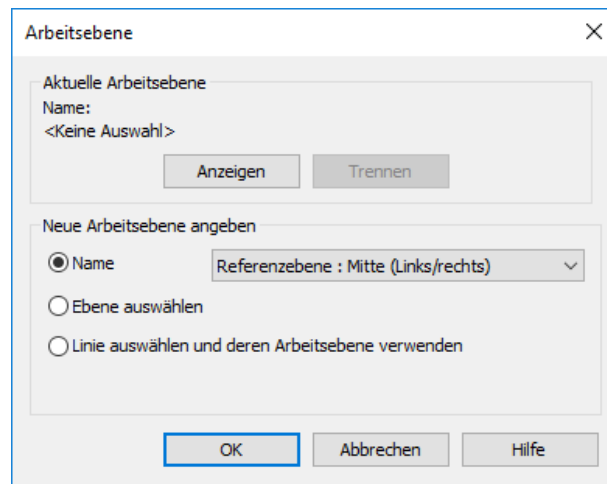 Arbeitsebene
Aktuelle Arbeitsebene
Name:
<Keine Auswahl>
Anzeigen Trennen
Neue Arbeitsebene angeben
Name Referenzebene : Mitte (Links/rechts)
Ebene auswählen
Linie auswählen und deren Arbeitsebene verwenden
OK Abbrechen Hilfe